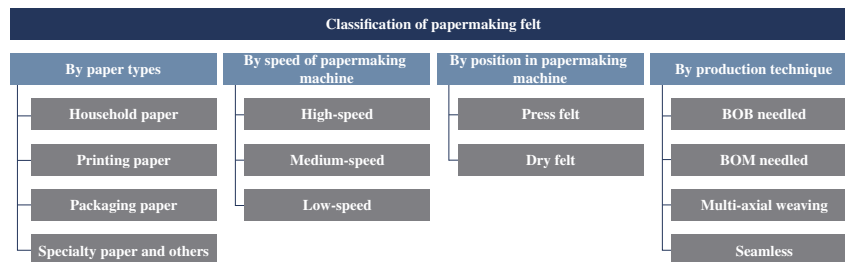 Classification of papermaking felt
By paper types
Household paper
Printing paper
Packaging paper
Specialty paper and others
By speed of papermaking
machine
High-speed
Medium-speed
Low-speed
By position in papermaking
machine
Press felt
Dry felt
By production technique
BOB needled
BOM needled
Multi-axial weaving
Seamless